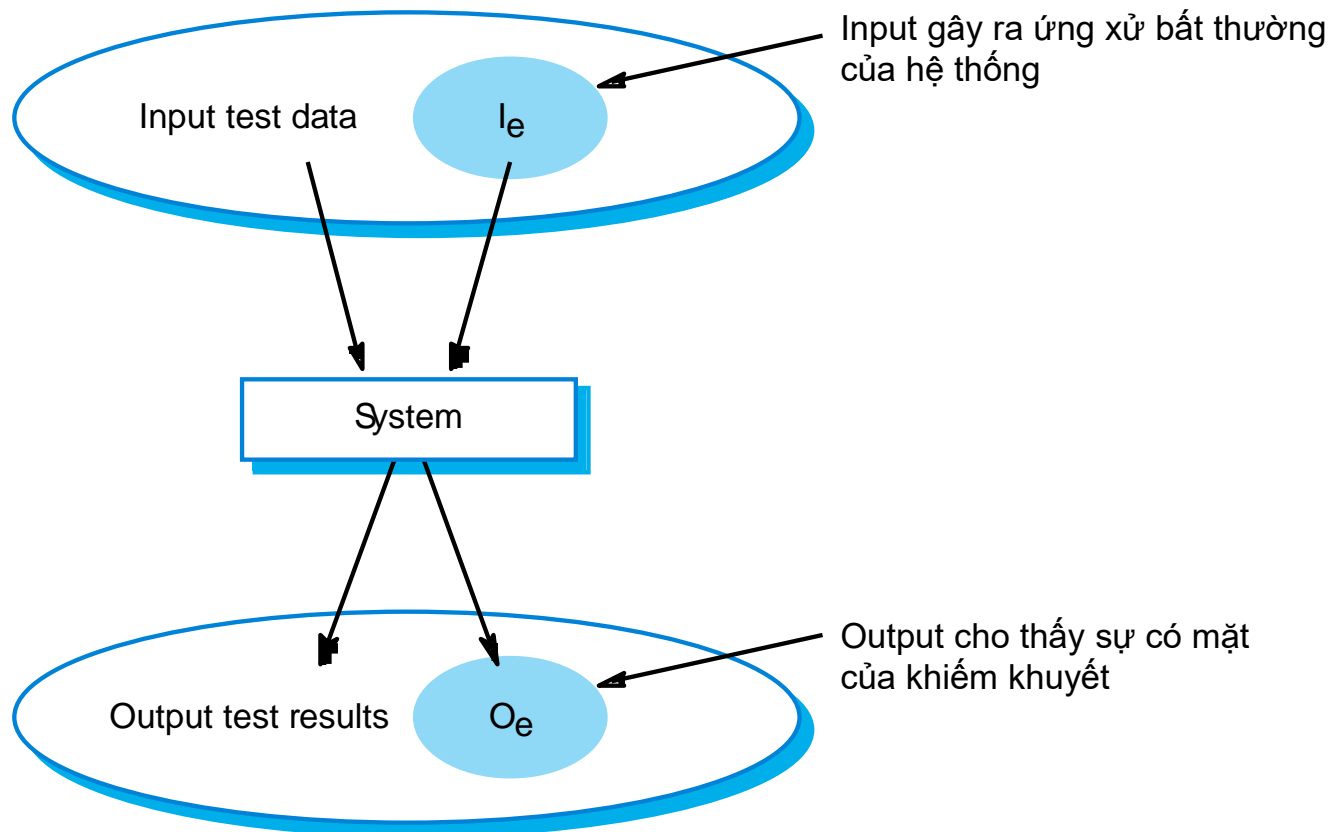 Input gây ra ứng xử bất thường
của hệ thống
Input test data
Ie
System
Output cho thấy sự có mặt
của khiếm khuyết
Output test results
Oe